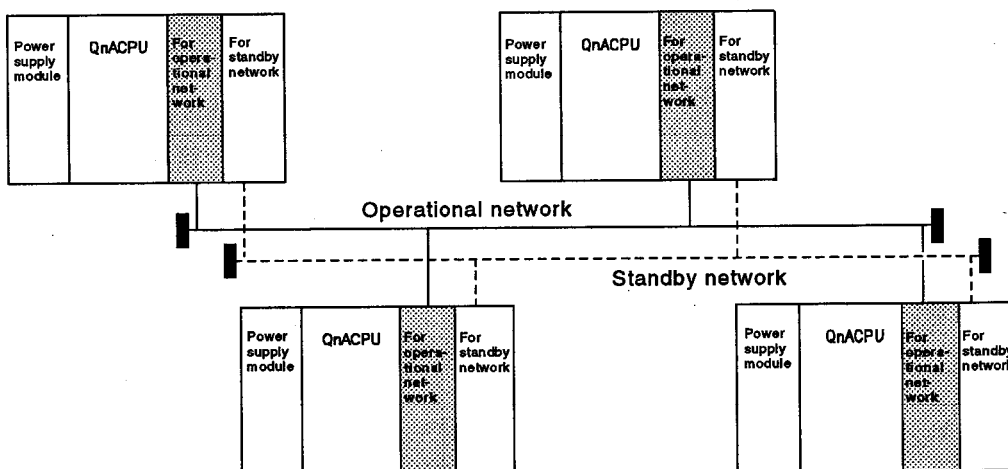 Power
supply
module
QnACPU
For
opera-
tional
net-
work
For
standby
network
Power
supply
module
QnACPU
For
opera-
tional
net-
work
For
standby
network
Operational network
Standby network
Power
supply
module
QnACPU
For
opera-
tional
net-
work
For
standby
network
Power
supply
module
QnACPU
For
opera-
tional
net-
work
For
standby
network